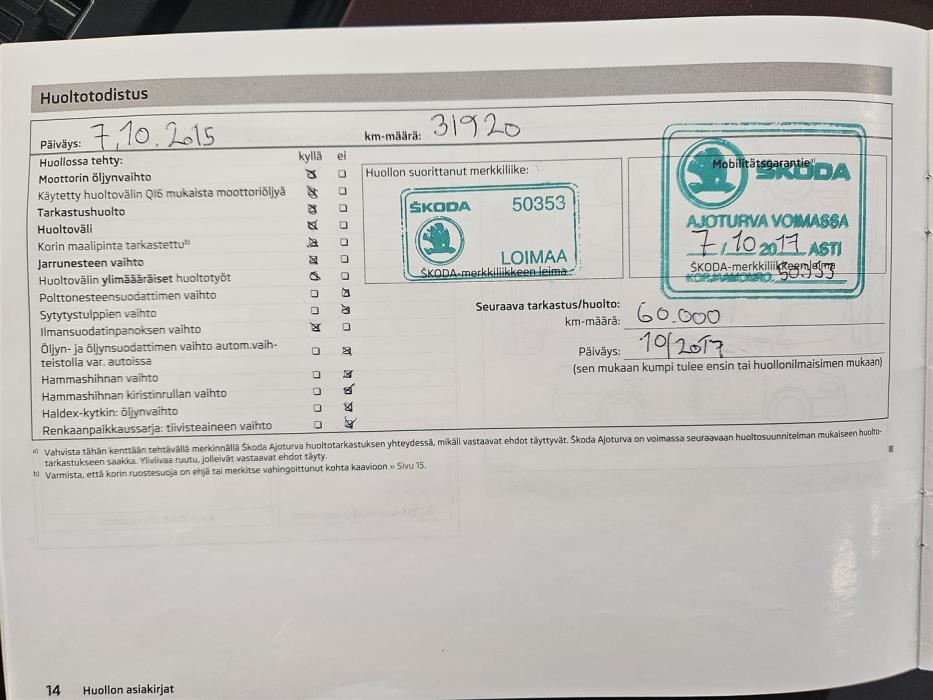 Huoltotodistus
Päiväys: 7.10.2015
km-määrä: 31920
Huollossa tehty: kyllä ei
Moottorin öljynvaihto
Käytetty huoltovälin QI6 mukaista moottoriöljyä
Tarkastushuolto
Huoltoväli
Korin maalipinta tarkastettu b)
Jarrunesteen vaihto
Huoltovälin ylimääräiset huoltotyöt
Polttonesteensuodattimen vaihto
Sytytystulppien vaihto
Ilmansuodatinpanoksen vaihto
Öljyn- ja öljynsuodattimen vaihto autom.vaih-
teistolla var. autoissa
Hammashihnan vaihto
Hammashihnan kiristinrullan vaihto
Haldex-kytkin: öljynvaihto
Renkaanpaikkaussarja: tiivisteaineen vaihto
Huollon suorittanut merkkiliike:
ŠKODA 50353
LOIMAA
ŠKODA-merkkiliikkeen leima
Mobilitätsgarantie a)
ŠKODA
AJOTURVA VOIMASSA
7/10 2017 ASTI
ŠKODA-merkkiliikkeen leima
KORJAAMONRO 50353
Seuraava tarkastus/huolto:
km-määrä: 60.000
Päiväys: 10/2017
(sen mukaan kumpi tulee ensin tai huollonilmaisimen mukaan)
a) Vahvista tähän kenttään tehtävällä merkinnällä Škoda Ajoturva huoltotarkastuksen yhteydessä, mikäli vastaavat ehdot täyttyvät. Škoda Ajoturva on voimassa seuraavaan huoltosuunnitelman mukaiseen huolto-
tarkastukseen saakka. Yliviivaa ruutu, jolleivät vastaavat ehdot täyty.
b) Varmista, että korin ruostesuoja on ehjä tai merkitse vahingoittunut kohta kaavioon » Sivu 15.
14 Huollon asiakirjat